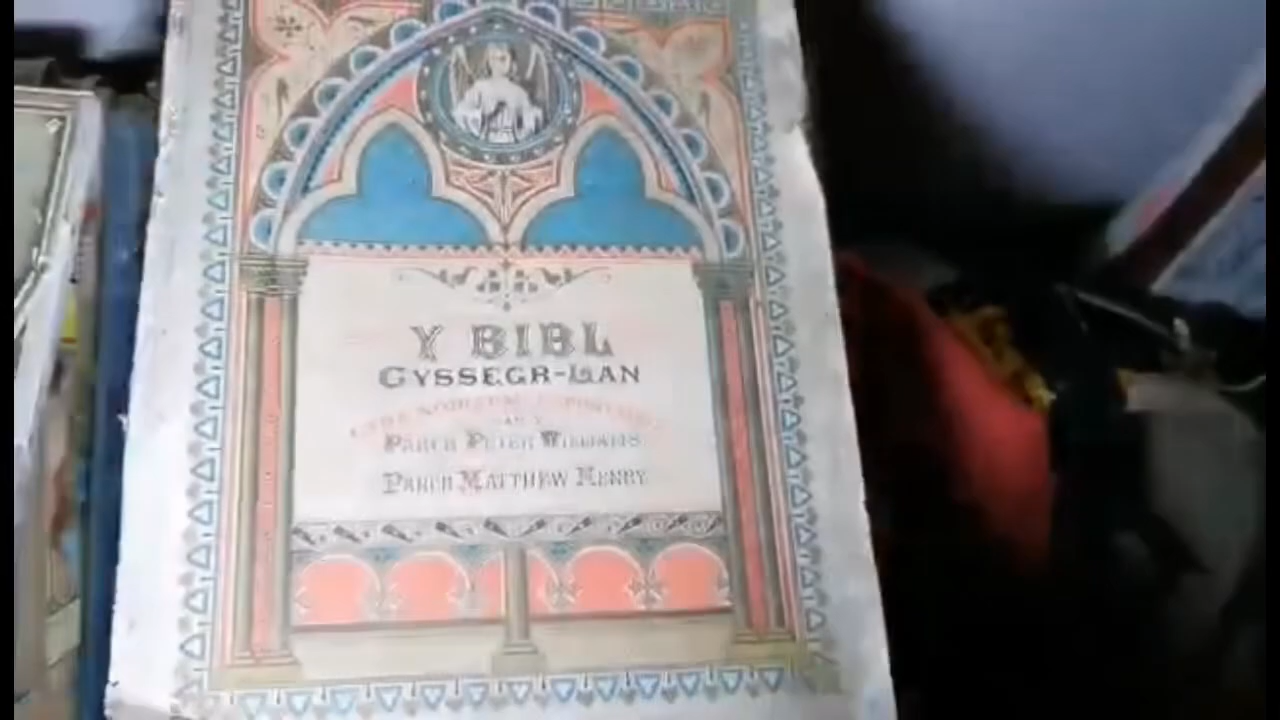 Y BIBL
CYSSEGR-LAN
PARCH PETER WILLIAMS
PARCH MATTHEW HENRY